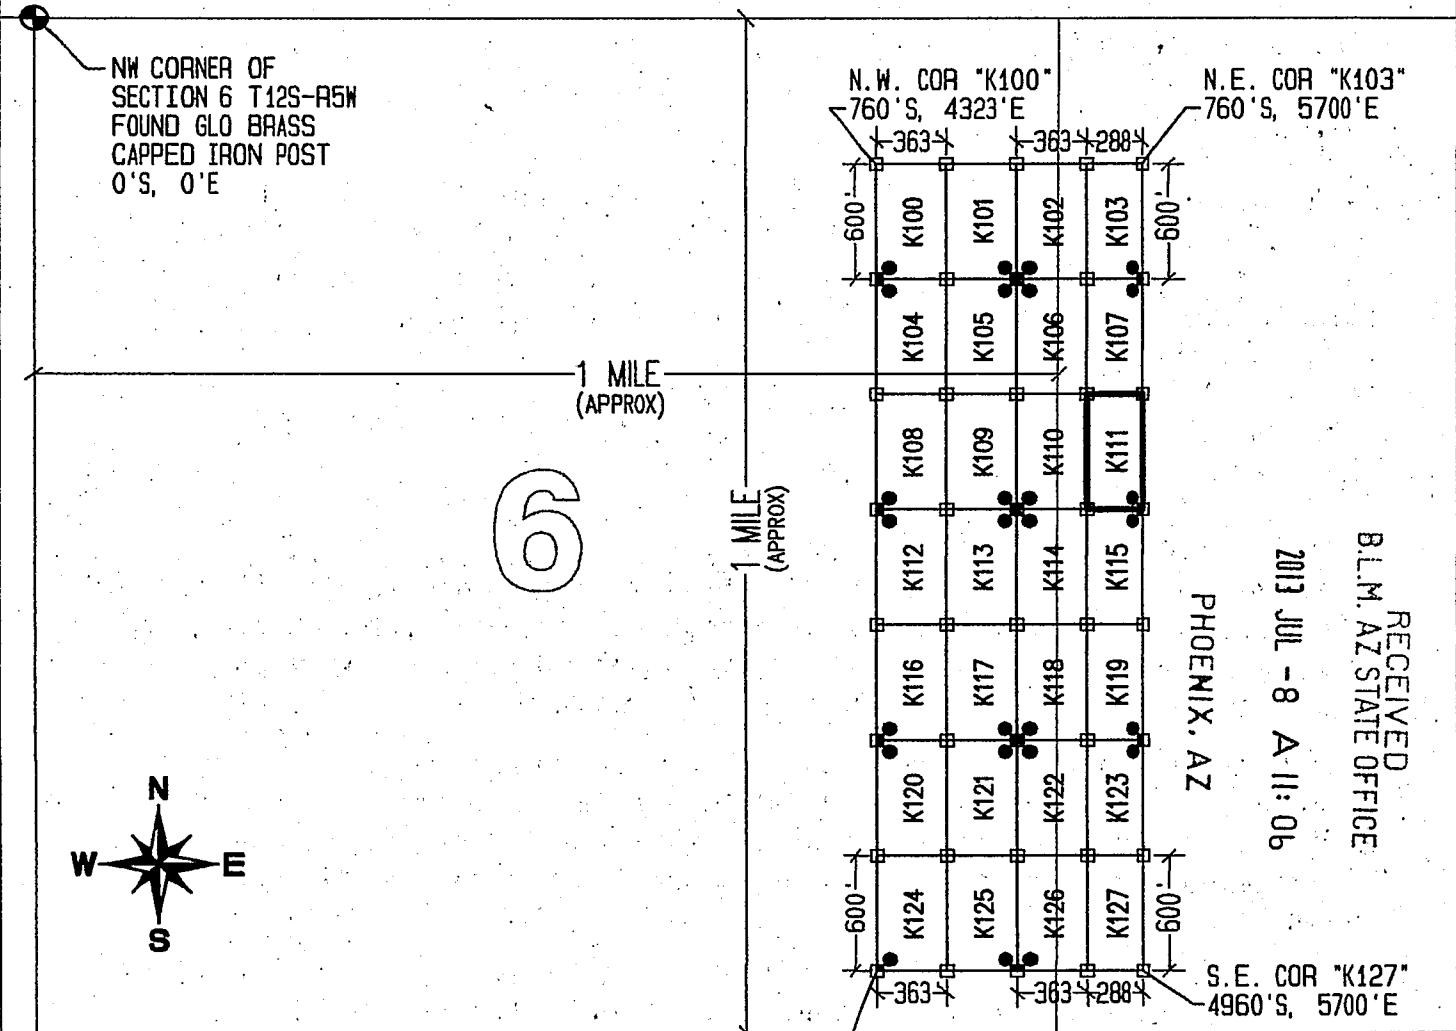 NW CORNER OF
SECTION 6 T12S-R5W
FOUND GLO BRASS
CAPPED IRON POST
0'S, 0'E
N.W. COR "K100"
760'S, 4323'E
N.E. COR "K103"
760'S, 5700'E
363 363 288
600' 600'
K100 K101 K102 K103
K104 K105 K106 K107
1 MILE
(APPROX)
K108 K109 K110 K111
6
1 MILE
(APPROX)
K112 K113 K114 K115
RECEIVED
B.L.M. AZ STATE OFFICE
2013 JUL -8 A 11: 06
PHOENIX, AZ
K116 K117 K118 K119
K120 K121 K122 K123
N
W E
S
600' 600'
K124 K125 K126 K127
363 363 288
S.E. COR "K127"
4960'S, 5700'E